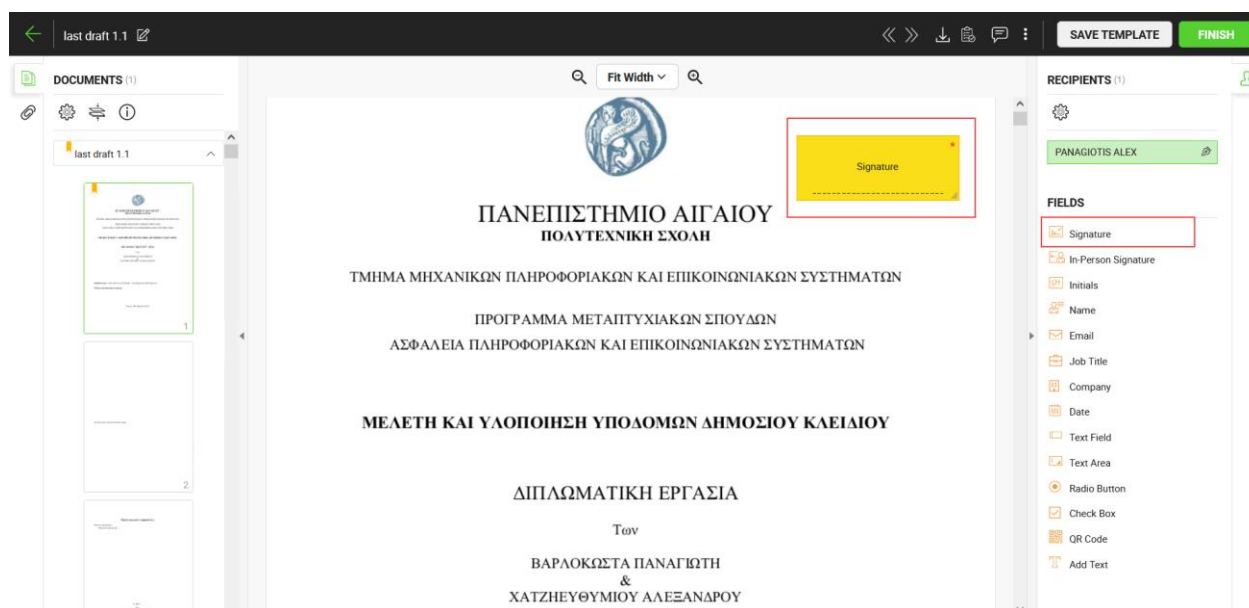 last draft 1.1
SAVE TEMPLATE
FINISH
DOCUMENTS (1)
last draft 1.1
1
2
Fit Width
Signature
ΠΑΝΕΠΙΣΤΗΜΙΟ ΑΙΓΑΙΟΥ
ΠΟΛΥΤΕΧΝΙΚΗ ΣΧΟΛΗ
ΤΜΗΜΑ ΜΗΧΑΝΙΚΩΝ ΠΛΗΡΟΦΟΡΙΑΚΩΝ ΚΑΙ ΕΠΙΚΟΙΝΩΝΙΑΚΩΝ ΣΥΣΤΗΜΑΤΩΝ
ΠΡΟΓΡΑΜΜΑ ΜΕΤΑΠΤΥΧΙΑΚΩΝ ΣΠΟΥΔΩΝ
ΑΣΦΑΛΕΙΑ ΠΛΗΡΟΦΟΡΙΑΚΩΝ ΚΑΙ ΕΠΙΚΟΙΝΩΝΙΑΚΩΝ ΣΥΣΤΗΜΑΤΩΝ
ΜΕΛΕΤΗ ΚΑΙ ΥΛΟΠΟΙΗΣΗ ΥΠΟΔΟΜΩΝ ΔΗΜΟΣΙΟΥ ΚΛΕΙΔΙΟΥ
ΔΙΠΛΩΜΑΤΙΚΗ ΕΡΓΑΣΙΑ
Των
ΒΑΡΛΟΚΩΣΤΑ ΠΑΝΑΓΙΩΤΗ
&
ΧΑΤΖΗΕΥΘΥΜΙΟΥ ΑΛΕΞΑΝΔΡΟΥ
RECIPIENTS (1)
PANAGIOTIS ALEX
FIELDS
Signature
In-Person Signature
Initials
Name
Email
Job Title
Company
Date
Text Field
Text Area
Radio Button
Check Box
QR Code
Add Text